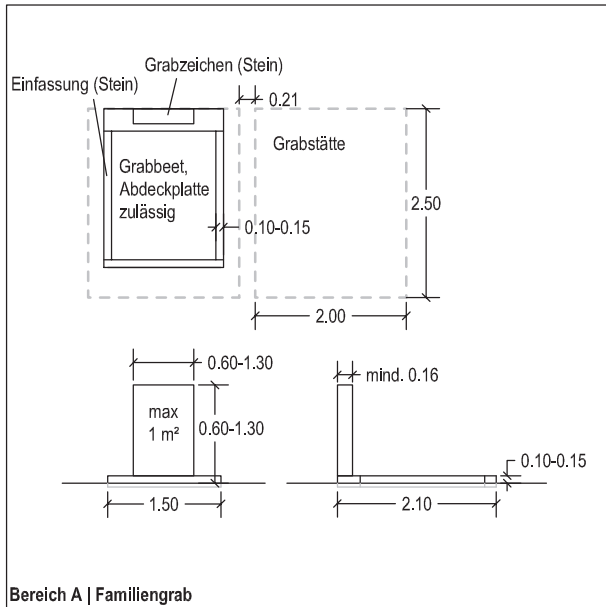 Grabzeichen (Stein)
Einfassung (Stein)
0.21
Grabstätte
Grabbeet,
Abdeckplatte
zulässig
2.50
0.10-0.15
2.00
0.60-1.30
mind. 0.16
max
1 m²
0.60-1.30
0.10-0.15
1.50
2.10
Bereich A | Familiengrab